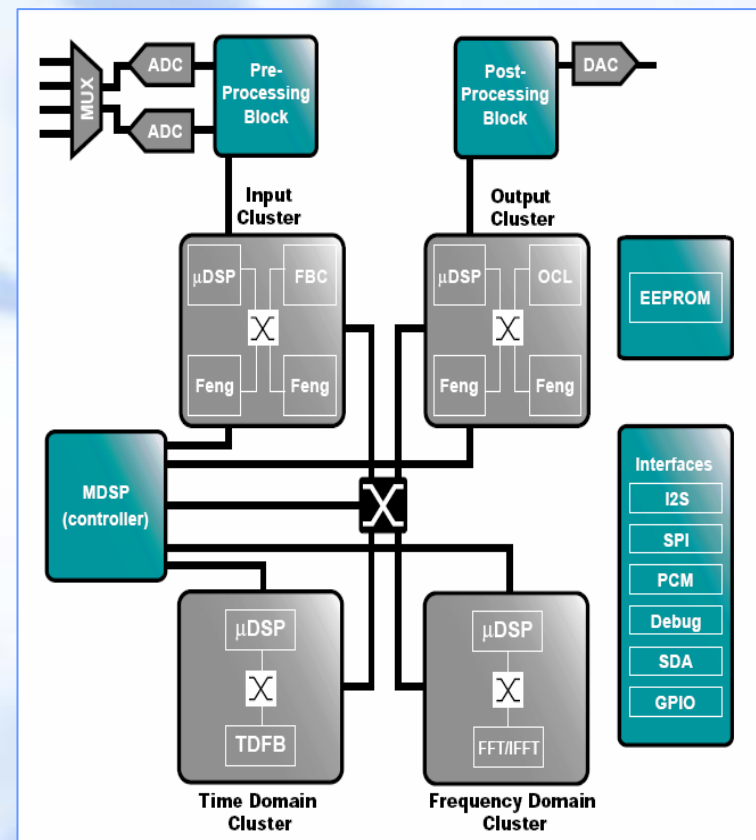 MUX
ADC
ADC
Pre-
Processing
Block
Post-
Processing
Block
DAC
Input
Cluster
Output
Cluster
μDSP
FBC
Feng
Feng
μDSP
OCL
Feng
Feng
EEPROM
MDSP
(controller)
Interfaces
I2S
SPI
PCM
Debug
SDA
GPIO
μDSP
TDFB
μDSP
FFT/IFFT
Time Domain
Cluster
Frequency Domain
Cluster